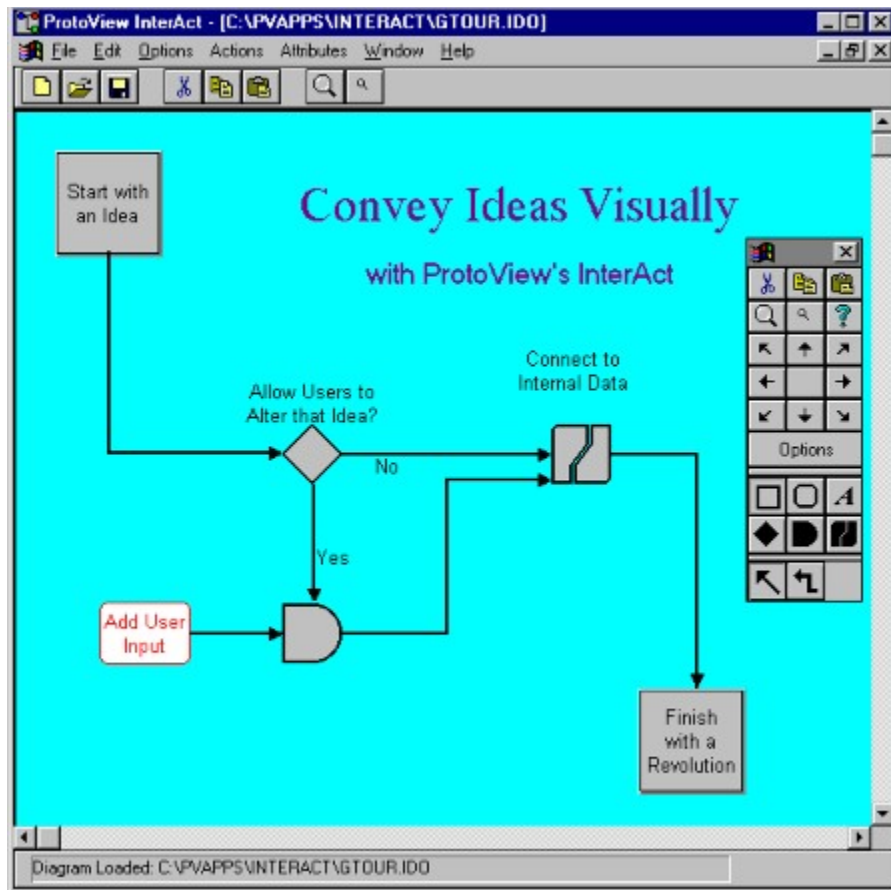 ProtoView InterAct - [C:\PVAPPS\INTERACT\GTOUR.IDO]
File Edit Options Actions Attributes Window Help
Start with
an Idea
Convey Ideas Visually
with ProtoView's InterAct
Connect to
Internal Data
Allow Users to
Alter that Idea?
No
Options
A
Yes
Add User
Input
Finish
with a
Revolution
Diagram Loaded: C:\PVAPPS\INTERACT\GTOUR.IDO